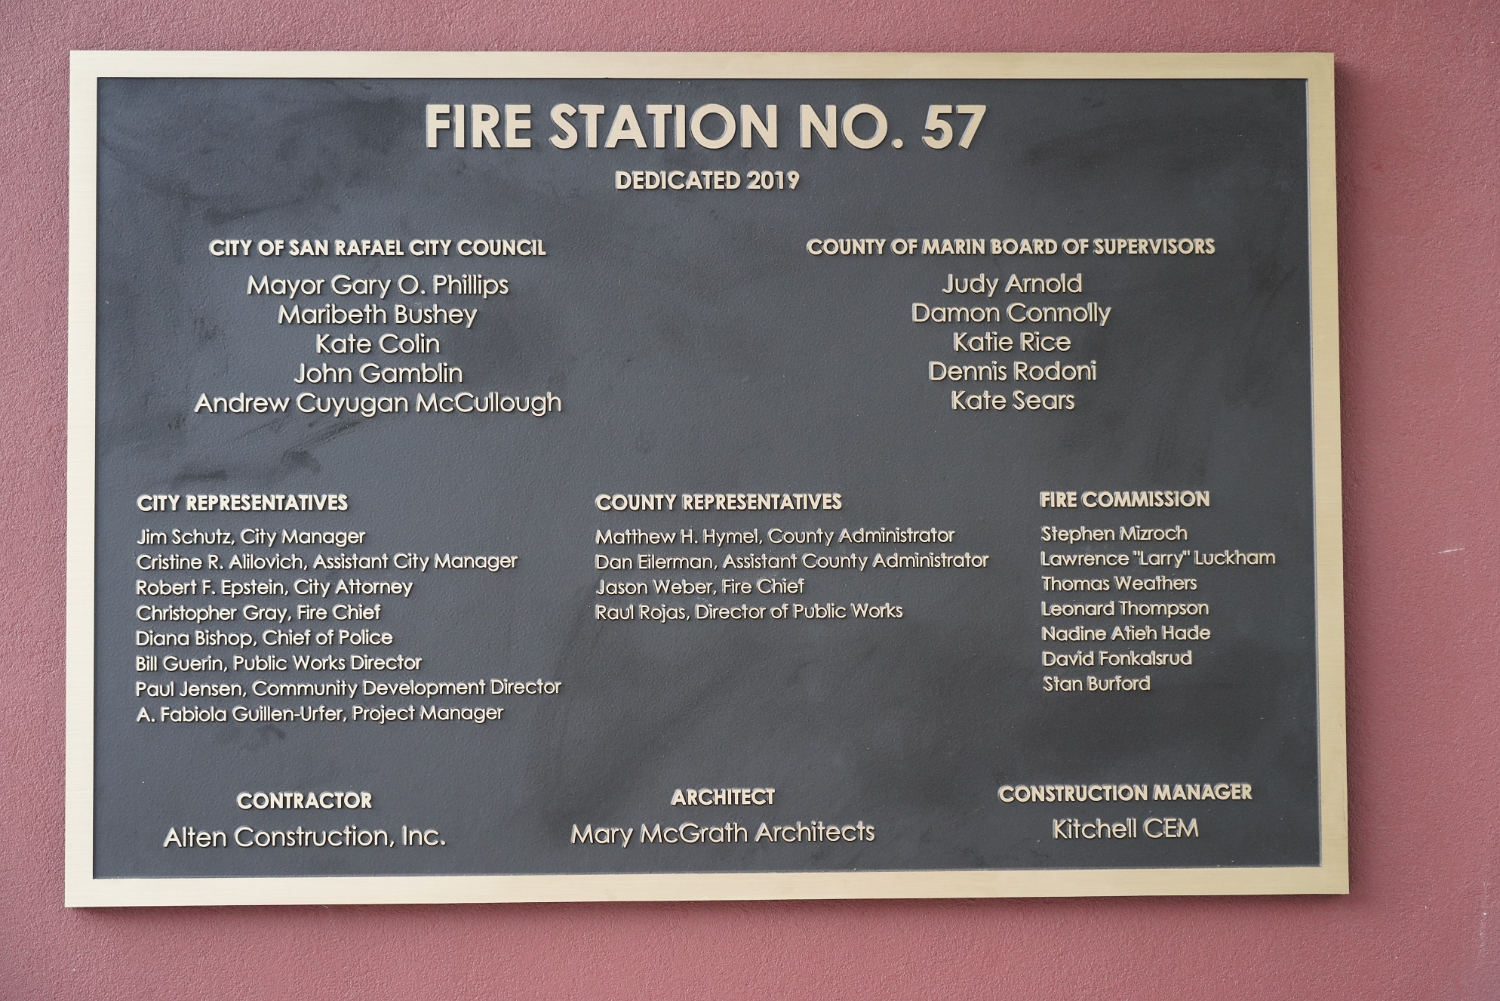 FIRE STATION NO. 57
DEDICATED 2019
CITY OF SAN RAFAEL CITY COUNCIL
Mayor Gary O. Phillips
Maribeth Bushey
Kate Colin
John Gamblin
Andrew Cuyugan McCullough
COUNTY OF MARIN BOARD OF SUPERVISORS
Judy Arnold
Damon Connolly
Katie Rice
Dennis Rodoni
Kate Sears
CITY REPRESENTATIVES
Jim Schutz, City Manager
Cristine R. Alilovich, Assistant City Manager
Robert F. Epstein, City Attorney
Christopher Gray, Fire Chief
Diana Bishop, Chief of Police
Bill Guerin, Public Works Director
Paul Jensen, Community Development Director
A. Fabiola Guillen-Urfer, Project Manager
COUNTY REPRESENTATIVES
Matthew H. Hymel, County Administrator
Dan Eilerman, Assistant County Administrator
Jason Weber, Fire Chief
Raul Rojas, Director of Public Works
FIRE COMMISSION
Stephen Mizroch
Lawrence "Larry" Luckham
Thomas Weathers
Leonard Thompson
Nadine Atieh Hade
David Fonkalsrud
Stan Burford
CONTRACTOR
Alten Construction, Inc.
ARCHITECT
Mary McGrath Architects
CONSTRUCTION MANAGER
Kitchell CEM